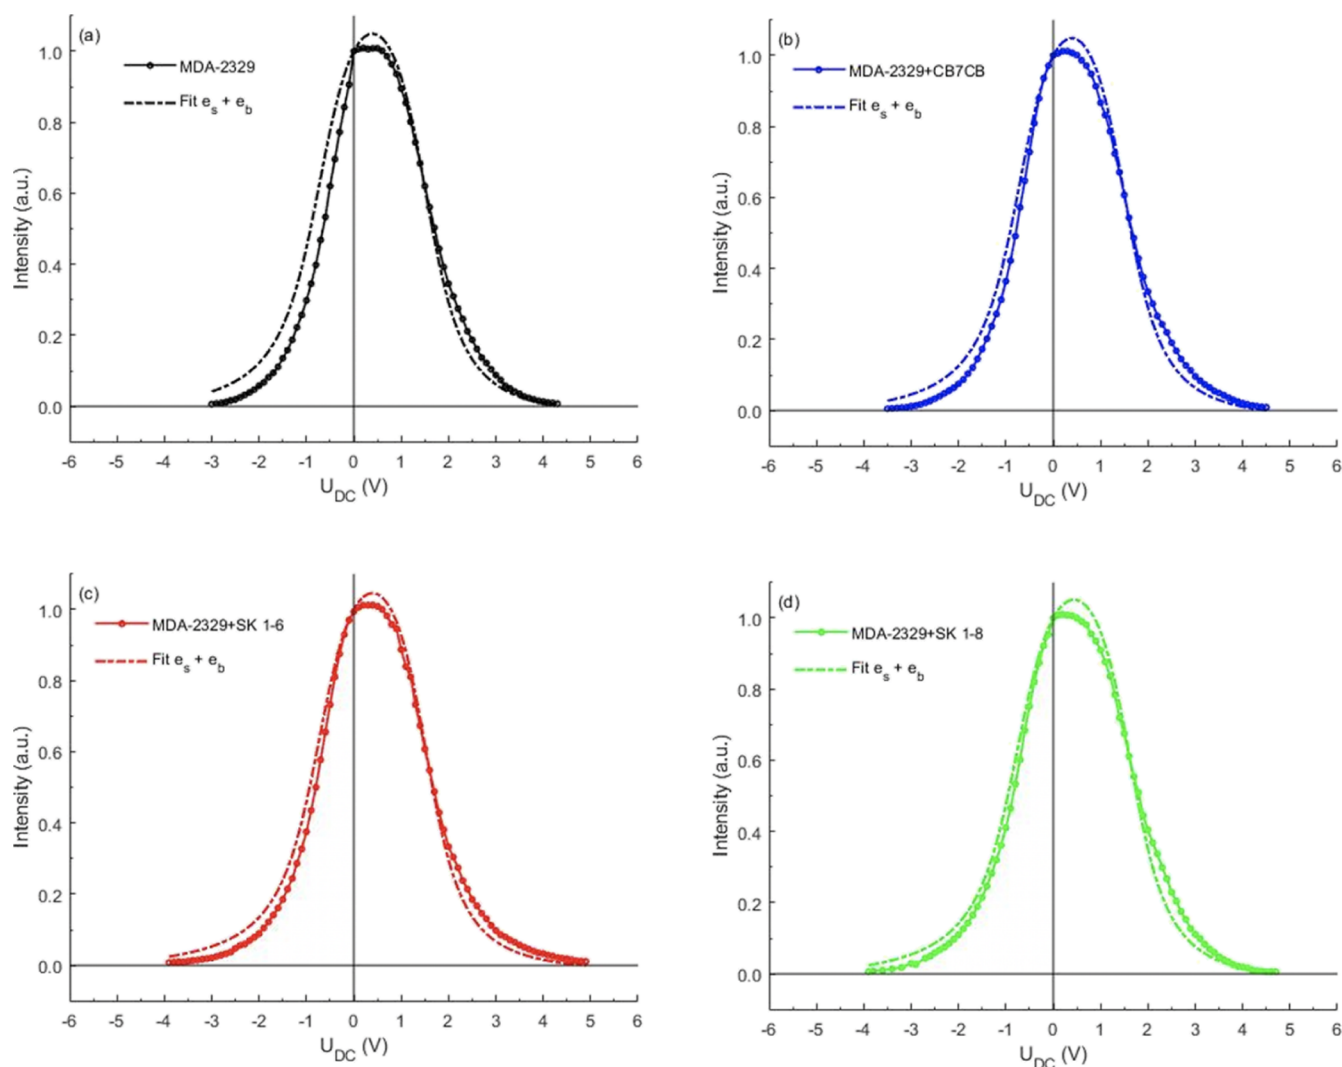 (a)
MDA-2329
Fit es + eb
Intensity (a.u.)
1.0
0.8
0.6
0.4
0.2
0.0
-6 -5 -4 -3 -2 -1 0 1 2 3 4 5 6
UDC (V)
(b)
MDA-2329+CB7CB
Fit es + eb
Intensity (a.u.)
1.0
0.8
0.6
0.4
0.2
0.0
-6 -5 -4 -3 -2 -1 0 1 2 3 4 5 6
UDC (V)
(c)
MDA-2329+SK 1-6
Fit es + eb
Intensity (a.u.)
1.0
0.8
0.6
0.4
0.2
0.0
-6 -5 -4 -3 -2 -1 0 1 2 3 4 5 6
UDC (V)
(d)
MDA-2329+SK 1-8
Fit es + eb
Intensity (a.u.)
1.0
0.8
0.6
0.4
0.2
0.0
-6 -5 -4 -3 -2 -1 0 1 2 3 4 5 6
UDC (V)